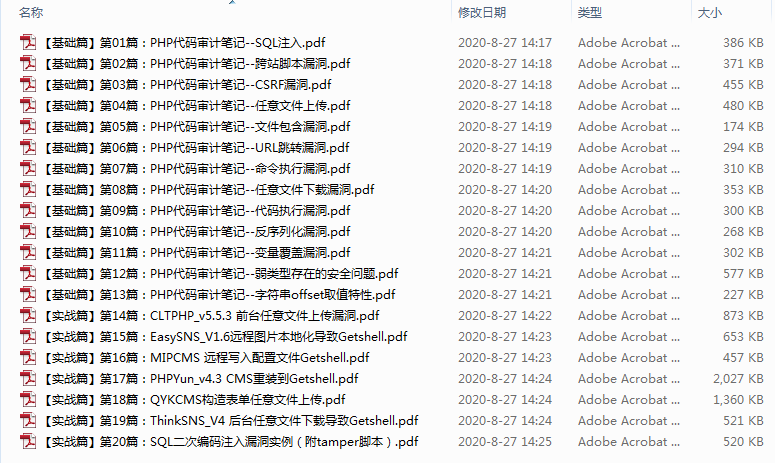 名称 修改日期 类型 大小
【基础篇】第01篇：PHP代码审计笔记--SQL注入.pdf 2020-8-27 14:17 Adobe Acrobat ... 386 KB
【基础篇】第02篇：PHP代码审计笔记--跨站脚本漏洞.pdf 2020-8-27 14:18 Adobe Acrobat ... 371 KB
【基础篇】第03篇：PHP代码审计笔记--CSRF漏洞.pdf 2020-8-27 14:18 Adobe Acrobat ... 455 KB
【基础篇】第04篇：PHP代码审计笔记--任意文件上传.pdf 2020-8-27 14:18 Adobe Acrobat ... 480 KB
【基础篇】第05篇：PHP代码审计笔记--文件包含漏洞.pdf 2020-8-27 14:19 Adobe Acrobat ... 174 KB
【基础篇】第06篇：PHP代码审计笔记--URL跳转漏洞.pdf 2020-8-27 14:19 Adobe Acrobat ... 294 KB
【基础篇】第07篇：PHP代码审计笔记--命令执行漏洞.pdf 2020-8-27 14:19 Adobe Acrobat ... 310 KB
【基础篇】第08篇：PHP代码审计笔记--任意文件下载漏洞.pdf 2020-8-27 14:20 Adobe Acrobat ... 353 KB
【基础篇】第09篇：PHP代码审计笔记--代码执行漏洞.pdf 2020-8-27 14:20 Adobe Acrobat ... 300 KB
【基础篇】第10篇：PHP代码审计笔记--反序列化漏洞.pdf 2020-8-27 14:20 Adobe Acrobat ... 268 KB
【基础篇】第11篇：PHP代码审计笔记--变量覆盖漏洞.pdf 2020-8-27 14:21 Adobe Acrobat ... 302 KB
【基础篇】第12篇：PHP代码审计笔记--弱类型存在的安全问题.pdf 2020-8-27 14:21 Adobe Acrobat ... 577 KB
【基础篇】第13篇：PHP代码审计笔记--字符串offset取值特性.pdf 2020-8-27 14:21 Adobe Acrobat ... 227 KB
【实战篇】第14篇：CLTPHP_v5.5.3 前台任意文件上传漏洞.pdf 2020-8-27 14:22 Adobe Acrobat ... 873 KB
【实战篇】第15篇：EasySNS_V1.6远程图片本地化导致Getshell.pdf 2020-8-27 14:23 Adobe Acrobat ... 653 KB
【实战篇】第16篇：MIPCMS 远程写入配置文件Getshell.pdf 2020-8-27 14:23 Adobe Acrobat ... 457 KB
【实战篇】第17篇：PHPYun_v4.3 CMS重装到Getshell.pdf 2020-8-27 14:24 Adobe Acrobat ... 2,027 KB
【实战篇】第18篇：QYKCMS构造表单任意文件上传.pdf 2020-8-27 14:24 Adobe Acrobat ... 1,360 KB
【实战篇】第19篇：ThinkSNS_V4 后台任意文件下载导致Getshell.pdf 2020-8-27 14:24 Adobe Acrobat ... 521 KB
【实战篇】第20篇：SQL二次编码注入漏洞实例（附tamper脚本）.pdf 2020-8-27 14:25 Adobe Acrobat ... 520 KB